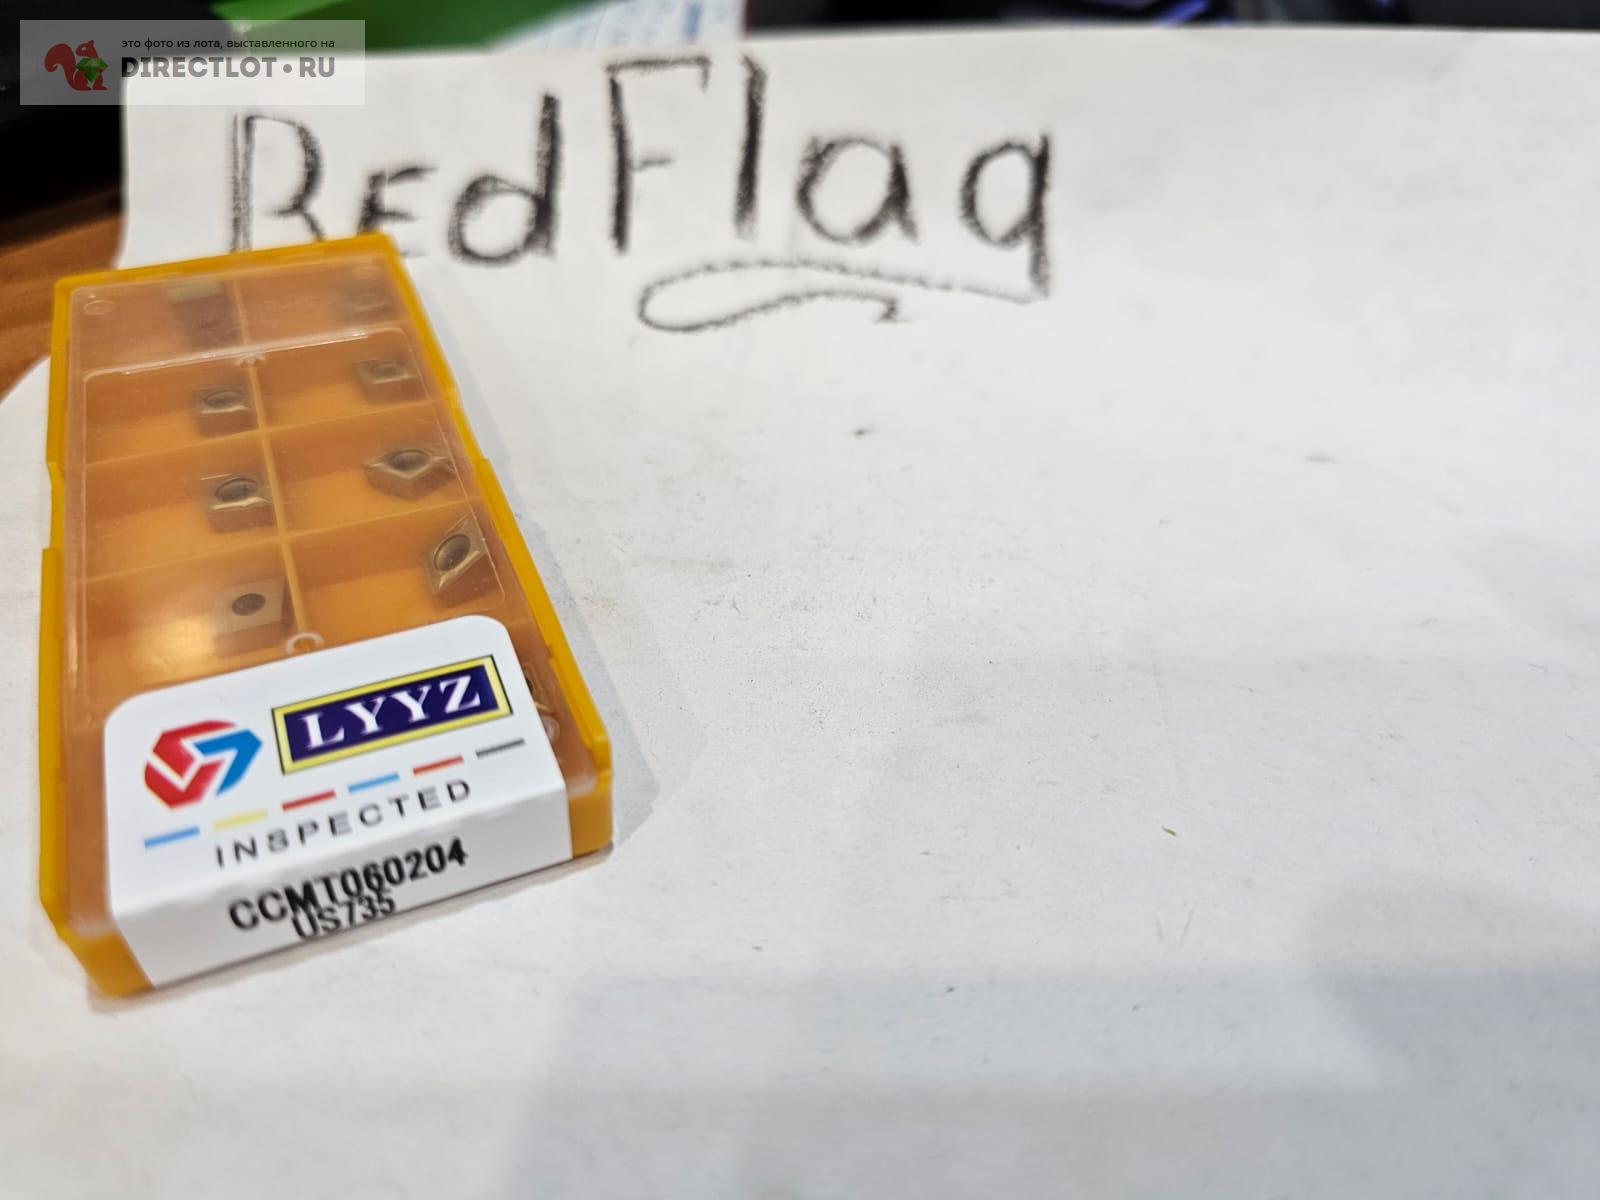 это фото из лота, выставленного на
DIRECTLOT•RU
RedFlag
LYYZ
INSPECTED
CCMT060204
US735